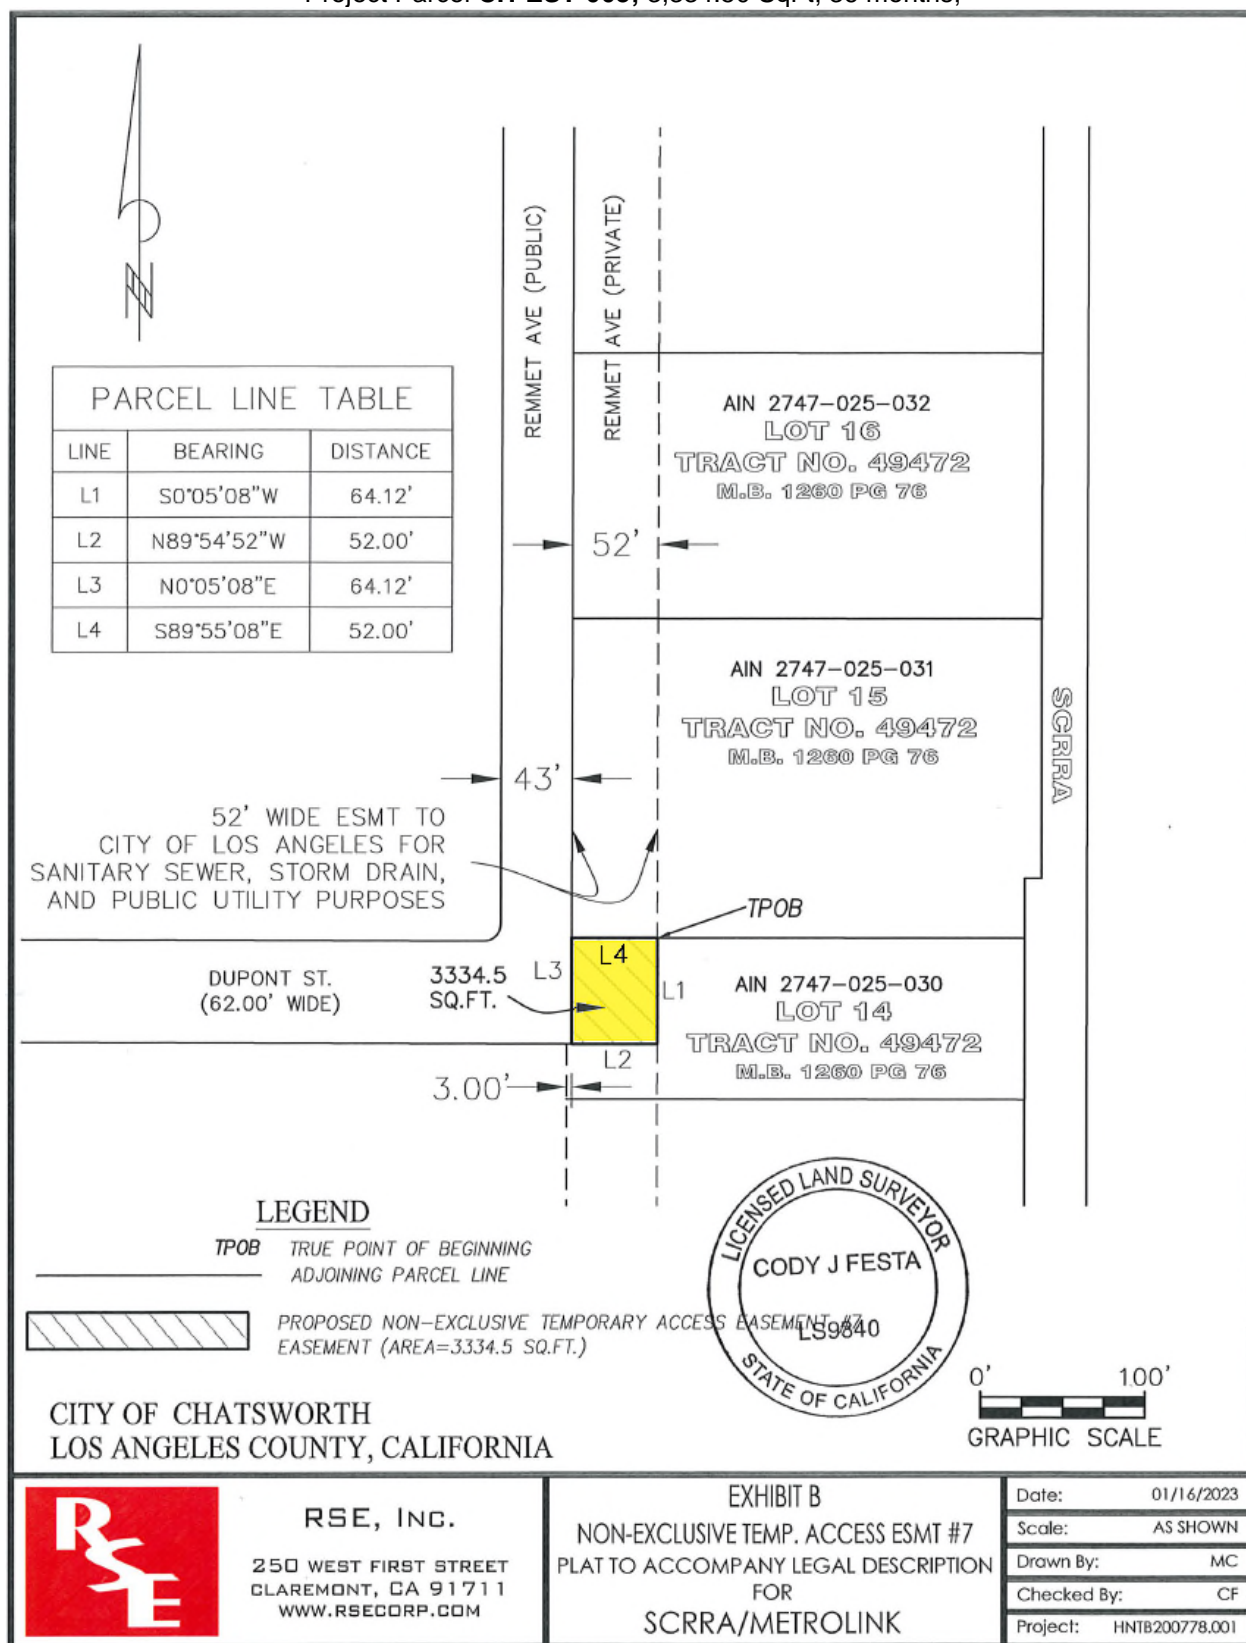 N
REMMET AVE (PUBLIC)
REMMET AVE (PRIVATE)
PARCEL LINE TABLE
LINE BEARING DISTANCE
L1 S0°05'08"W 64.12'
L2 N89°54'52"W 52.00'
L3 N0°05'08"E 64.12'
L4 S89°55'08"E 52.00'
AIN 2747-025-032
LOT 16
TRACT NO. 49472
M.B. 1260 PG 76
52'
AIN 2747-025-031
LOT 15
TRACT NO. 49472
M.B. 1260 PG 76
SCRRA
43'
52' WIDE ESMT TO
CITY OF LOS ANGELES FOR
SANITARY SEWER, STORM DRAIN,
AND PUBLIC UTILITY PURPOSES
TPOB
DUPONT ST.
(62.00' WIDE)
3334.5
SQ.FT.
L3
L4
L1
L2
3.00'
AIN 2747-025-030
LOT 14
TRACT NO. 49472
M.B. 1260 PG 76
LEGEND
TPOB TRUE POINT OF BEGINNING
ADJOINING PARCEL LINE
PROPOSED NON-EXCLUSIVE TEMPORARY ACCESS EASEMENT #7
EASEMENT (AREA=3334.5 SQ.FT.)
LICENSED LAND SURVEYOR
CODY J FESTA
LS9840
STATE OF CALIFORNIA
0' 100'
GRAPHIC SCALE
CITY OF CHATSWORTH
LOS ANGELES COUNTY, CALIFORNIA
RSE
RSE, INC.
250 WEST FIRST STREET
CLAREMONT, CA 91711
WWW.RSECORP.COM
EXHIBIT B
NON-EXCLUSIVE TEMP. ACCESS ESMT #7
PLAT TO ACCOMPANY LEGAL DESCRIPTION
FOR
SCRRA/METROLINK
Date: 01/16/2023
Scale: AS SHOWN
Drawn By: MC
Checked By: CF
Project: HNTB200778.001